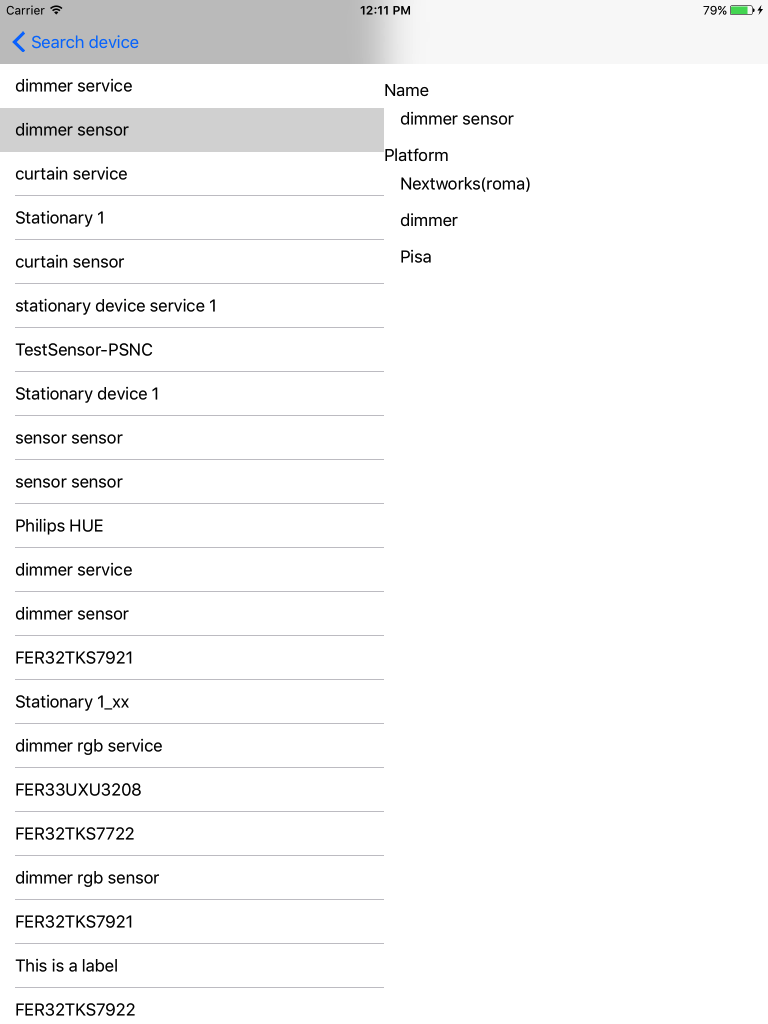 Carrier 12:11 PM 79%
Search device
dimmer service
dimmer sensor
curtain service
Stationary 1
curtain sensor
stationary device service 1
TestSensor-PSNC
Stationary device 1
sensor sensor
sensor sensor
Philips HUE
dimmer service
dimmer sensor
FER32TKS7921
Stationary 1_xx
dimmer rgb service
FER33UXU3208
FER32TKS7722
dimmer rgb sensor
FER32TKS7921
This is a label
FER32TKS7922
Name
dimmer sensor
Platform
Nextworks(roma)
dimmer
Pisa